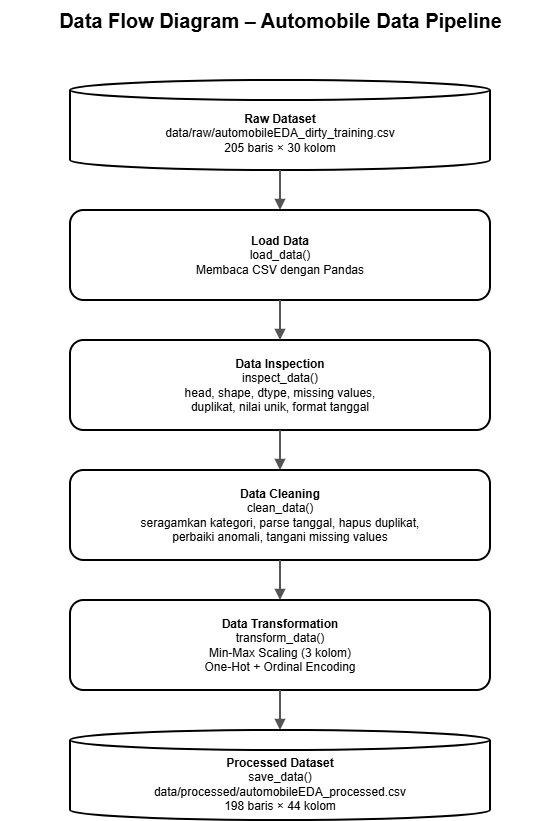 Data Flow Diagram – Automobile Data Pipeline
Raw Dataset
data/raw/automobileEDA_dirty_training.csv
205 baris × 30 kolom
Load Data
load_data()
Membaca CSV dengan Pandas
Data Inspection
inspect_data()
head, shape, dtype, missing values,
duplikat, nilai unik, format tanggal
Data Cleaning
clean_data()
seragamkan kategori, parse tanggal, hapus duplikat,
perbaiki anomali, tangani missing values
Data Transformation
transform_data()
Min-Max Scaling (3 kolom)
One-Hot + Ordinal Encoding
Processed Dataset
save_data()
data/processed/automobileEDA_processed.csv
198 baris × 44 kolom